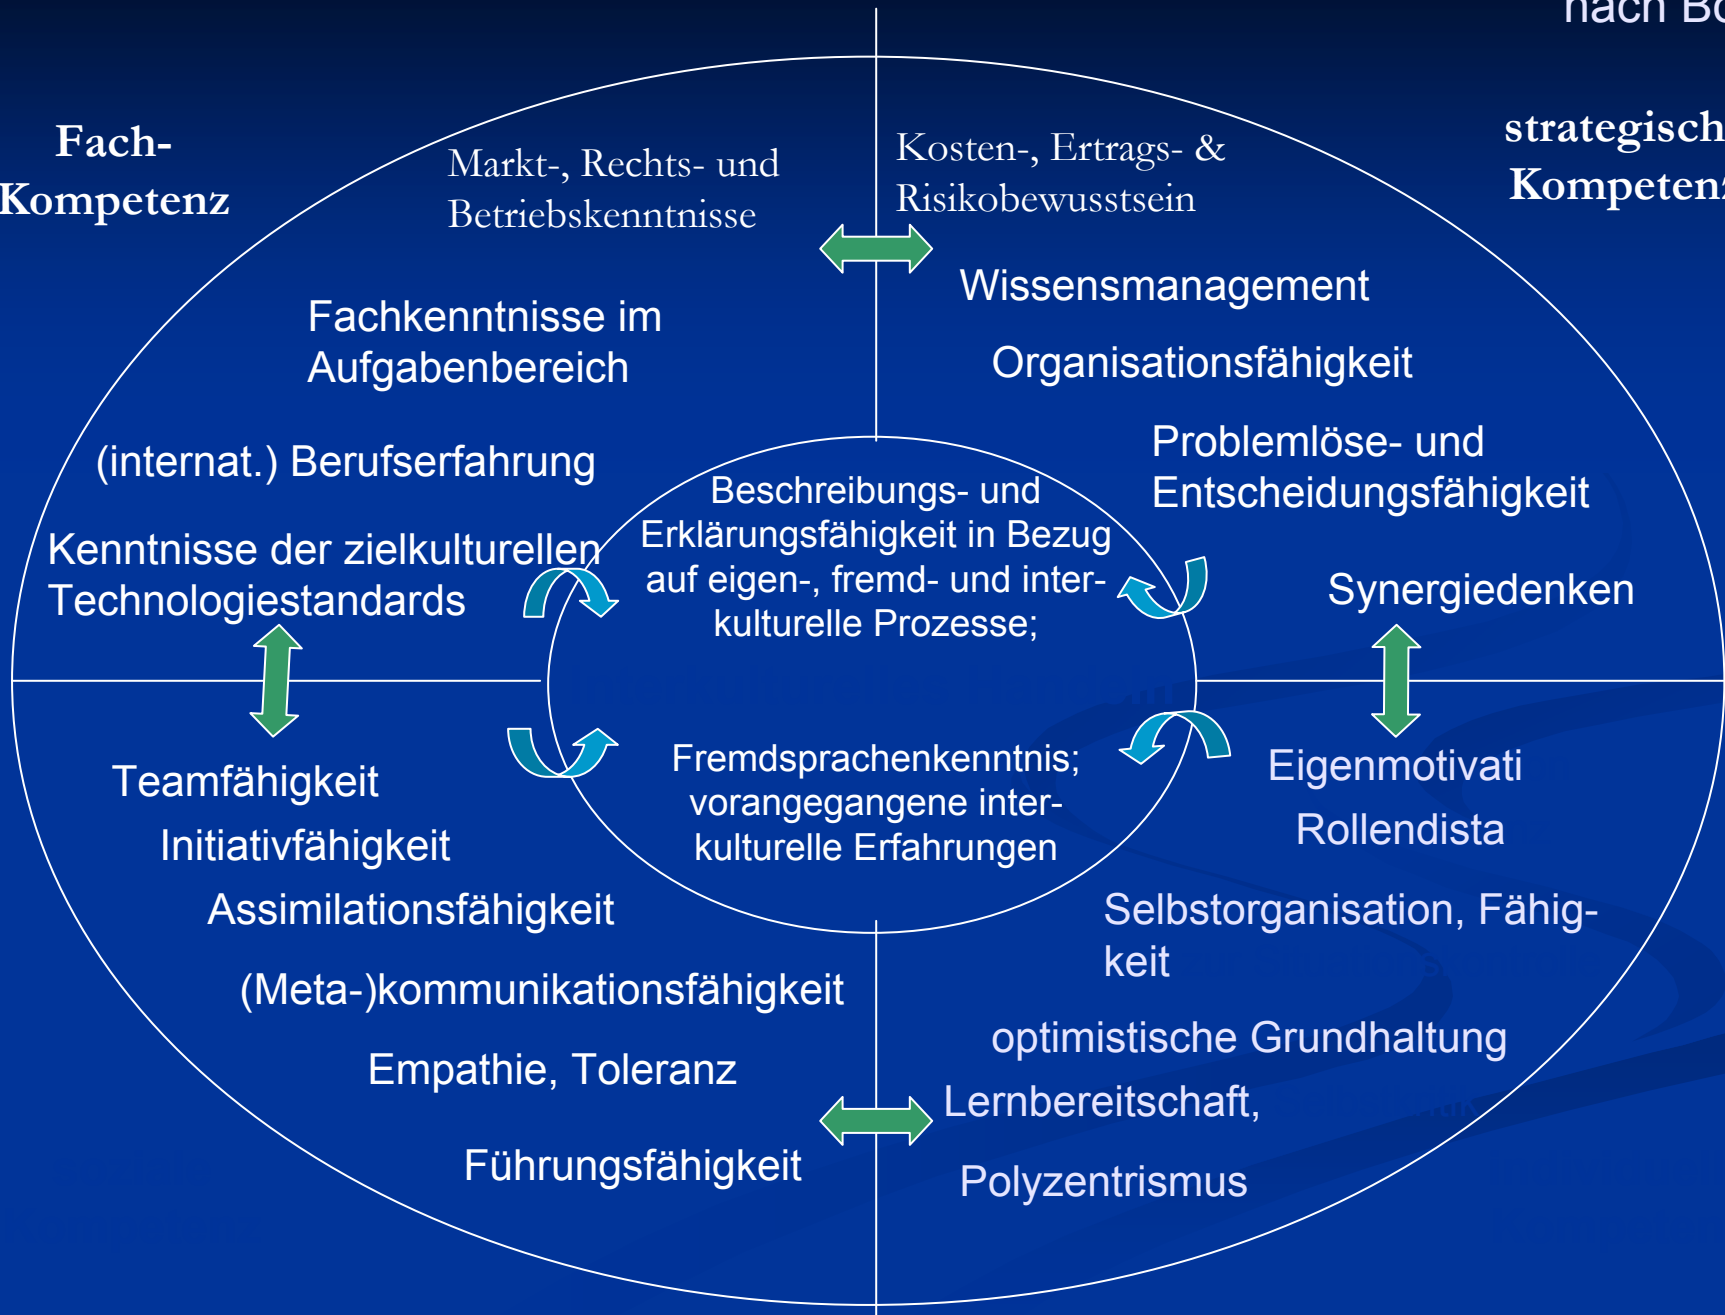 nach Bo
Fach-
Kompetenz
Markt-, Rechts- und
Betriebskenntnisse
Kosten-, Ertrags- &
Risikobewusstsein
strategisch
Kompetenz
Wissensmanagement
Fachkenntnisse im
Aufgabenbereich
Organisationsfähigkeit
(internat.) Berufserfahrung
Problemlöse- und
Entscheidungsfähigkeit
Kenntnisse der zielkulturellen
Technologiestandards
Synergiedenken
Beschreibungs- und
Erklärungsfähigkeit in Bezug
auf eigen-, fremd- und inter-
kulturelle Prozesse;
Fremdsprachenkenntnis;
vorangegangene inter-
kulturelle Erfahrungen
Teamfähigkeit
Initiativfähigkeit
Assimilationsfähigkeit
(Meta-)kommunikationsfähigkeit
Empathie, Toleranz
Führungsfähigkeit
Eigenmotivati
Rollendista
Selbstorganisation, Fähig-
keit
optimistische Grundhaltung
Lernbereitschaft,
Polyzentrismus